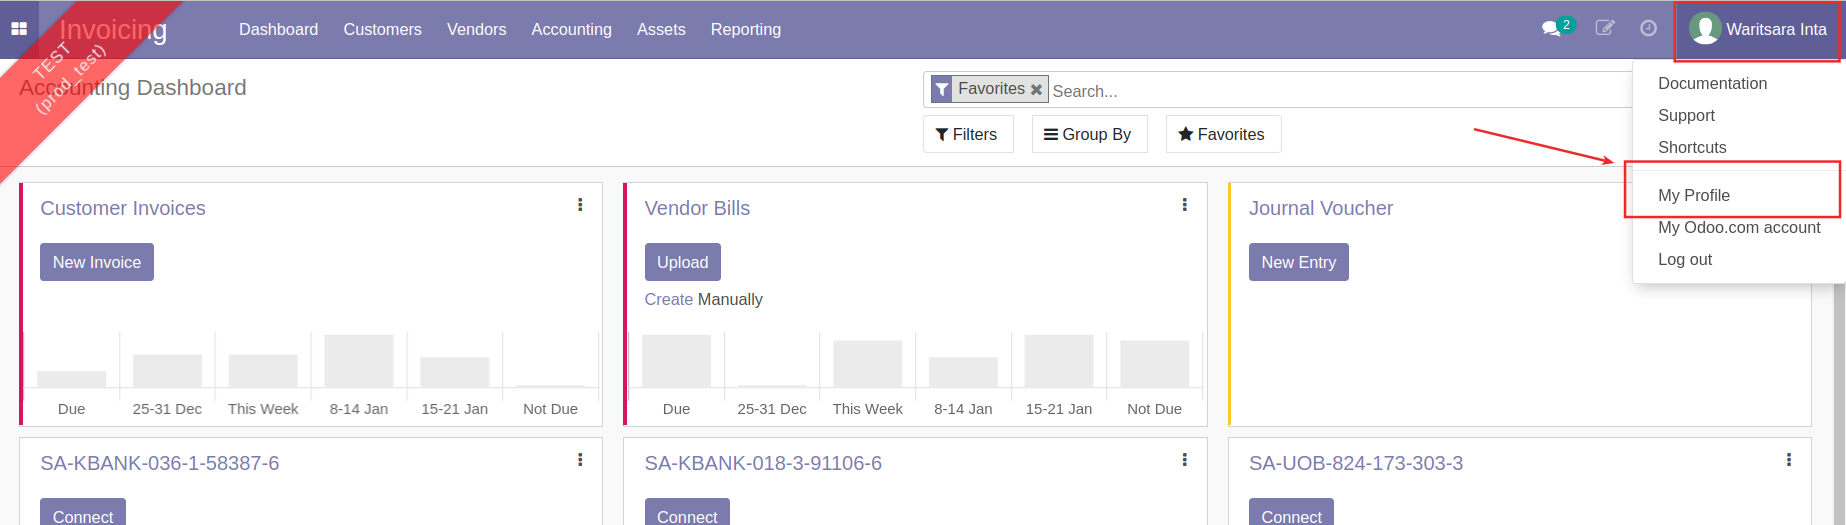 Invoicing
Dashboard Customers Vendors Accounting Assets Reporting
2
Waritsara Inta
TEST
(prod_test)
Accounting Dashboard
Favorites Search...
Filters Group By Favorites
Documentation
Support
Shortcuts
My Profile
My Odoo.com account
Log out
Customer Invoices
New Invoice
Due 25-31 Dec This Week 8-14 Jan 15-21 Jan Not Due
Vendor Bills
Upload
Create Manually
Due 25-31 Dec This Week 8-14 Jan 15-21 Jan Not Due
Journal Voucher
New Entry
SA-KBANK-036-1-58387-6
Connect
SA-KBANK-018-3-91106-6
Connect
SA-UOB-824-173-303-3
Connect